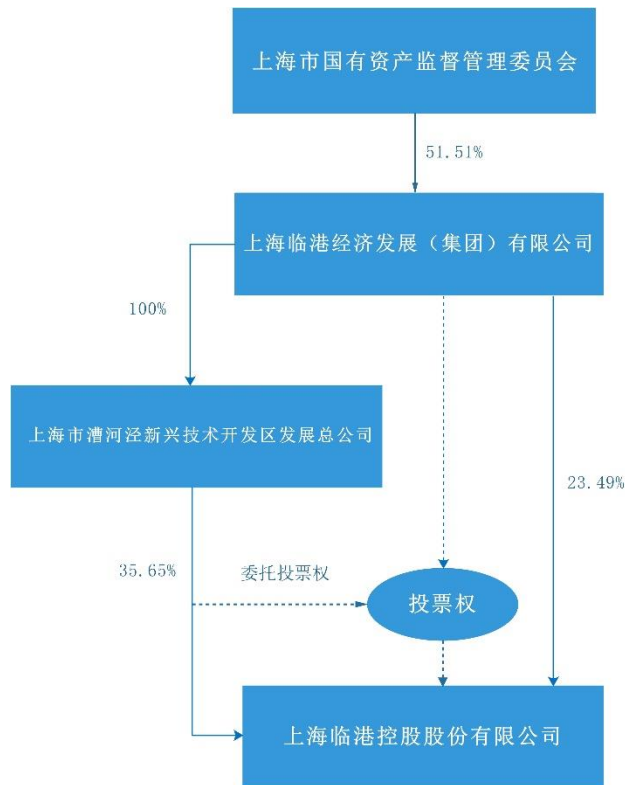 上海市国有资产监督管理委员会
51.51%
上海临港经济发展（集团）有限公司
100%
上海市漕河泾新兴技术开发区发展总公司
23.49%
35.65%
委托投票权
投票权
上海临港控股股份有限公司